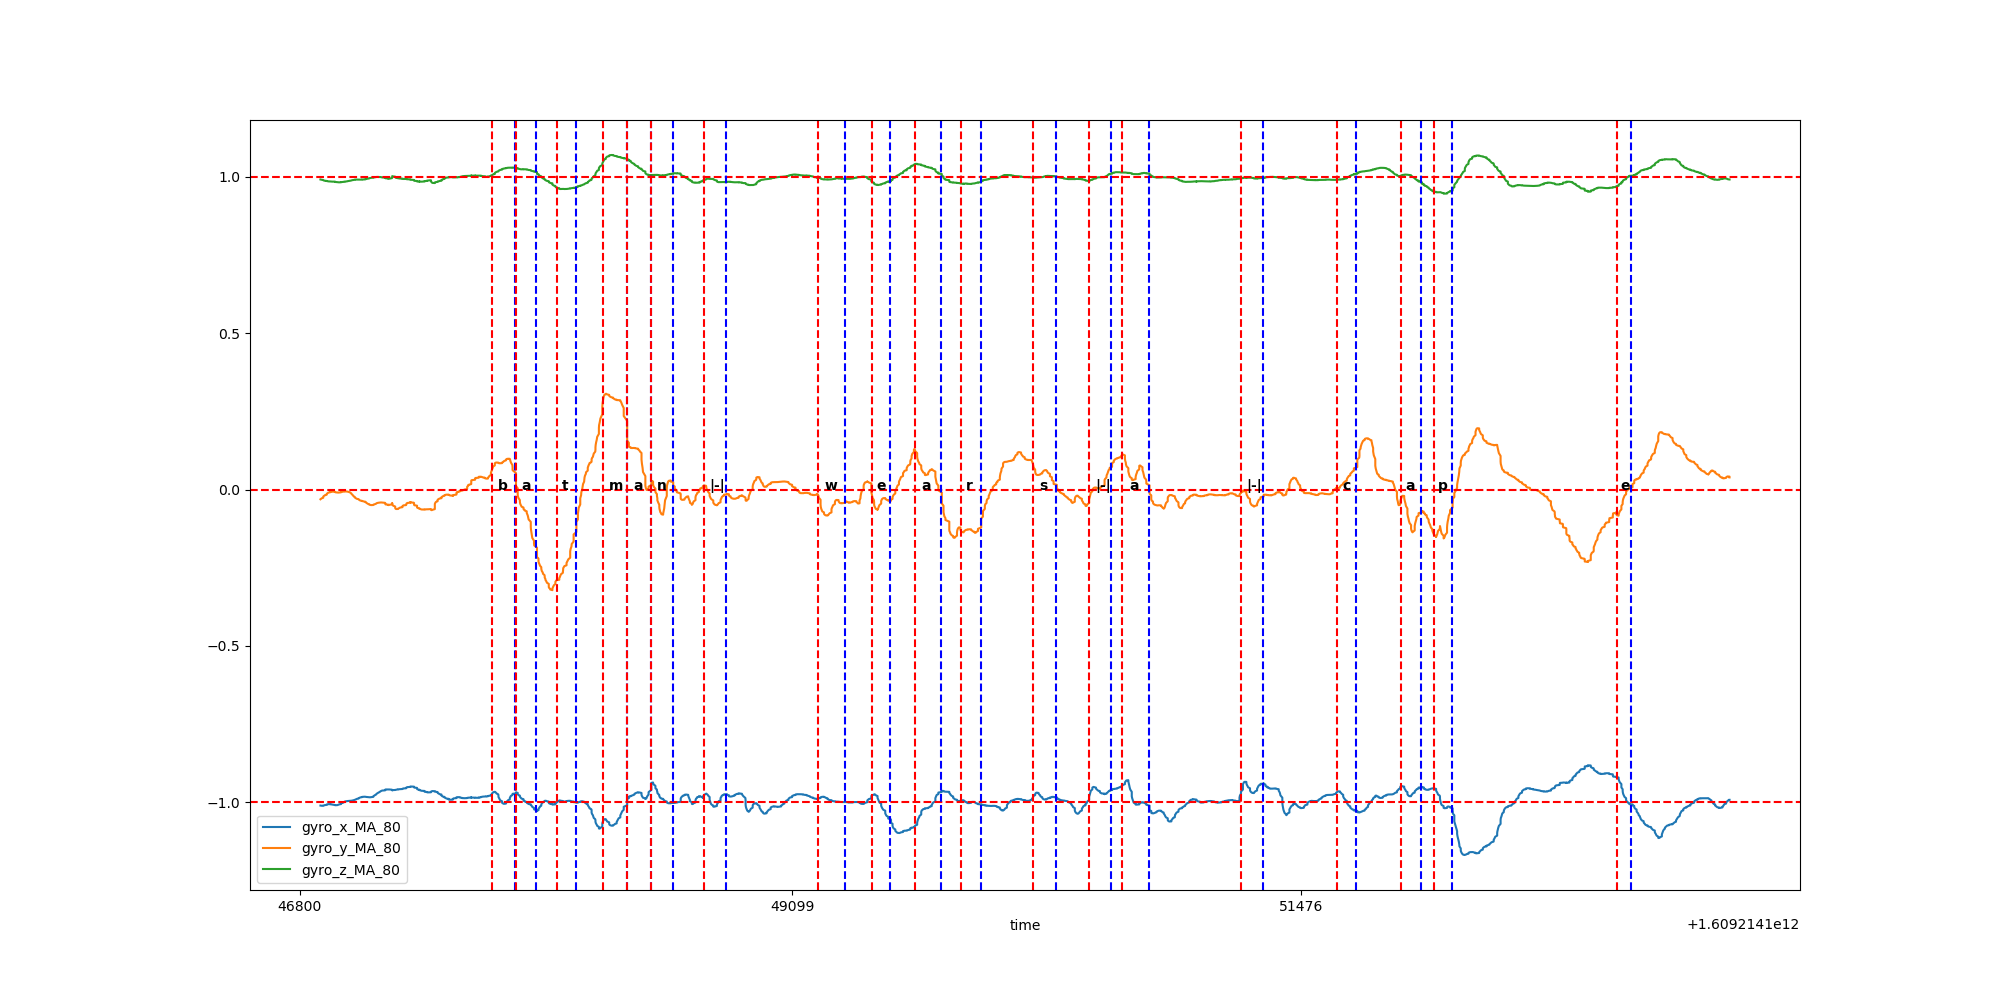 1.0
0.5
0.0
b a t m a n |-| w e a r s |-| a |-| c a p e
−0.5
−1.0
gyro_x_MA_80
gyro_y_MA_80
gyro_z_MA_80
46800 49099 51476
time
+1.6092141e12